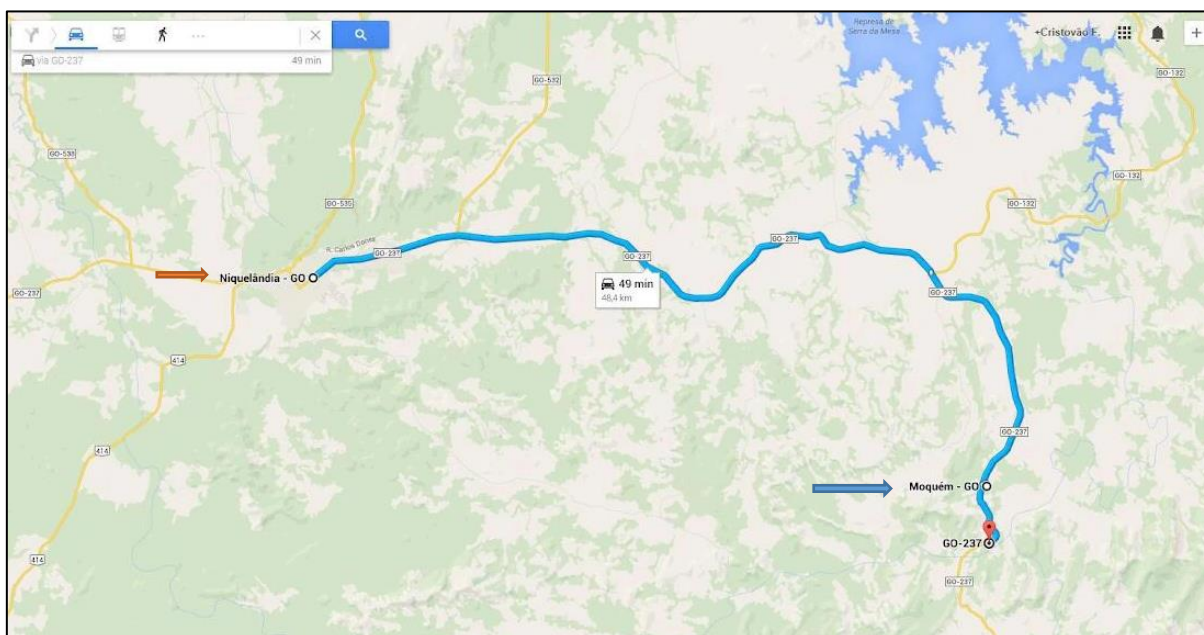 Represa de
Serra da Mesa
+Cristovão F.
via GO-237
49 min
GO-132
GO-532
GO-538
GO-132
GO-535
GO-132
R. Carlos Donea
GO-237
GO-237
GO-237
Niquelândia - GO
GO-237
49 min
48,4 km
GO-237
414
GO-237
414
Moquém - GO
GO-237
414
GO-237